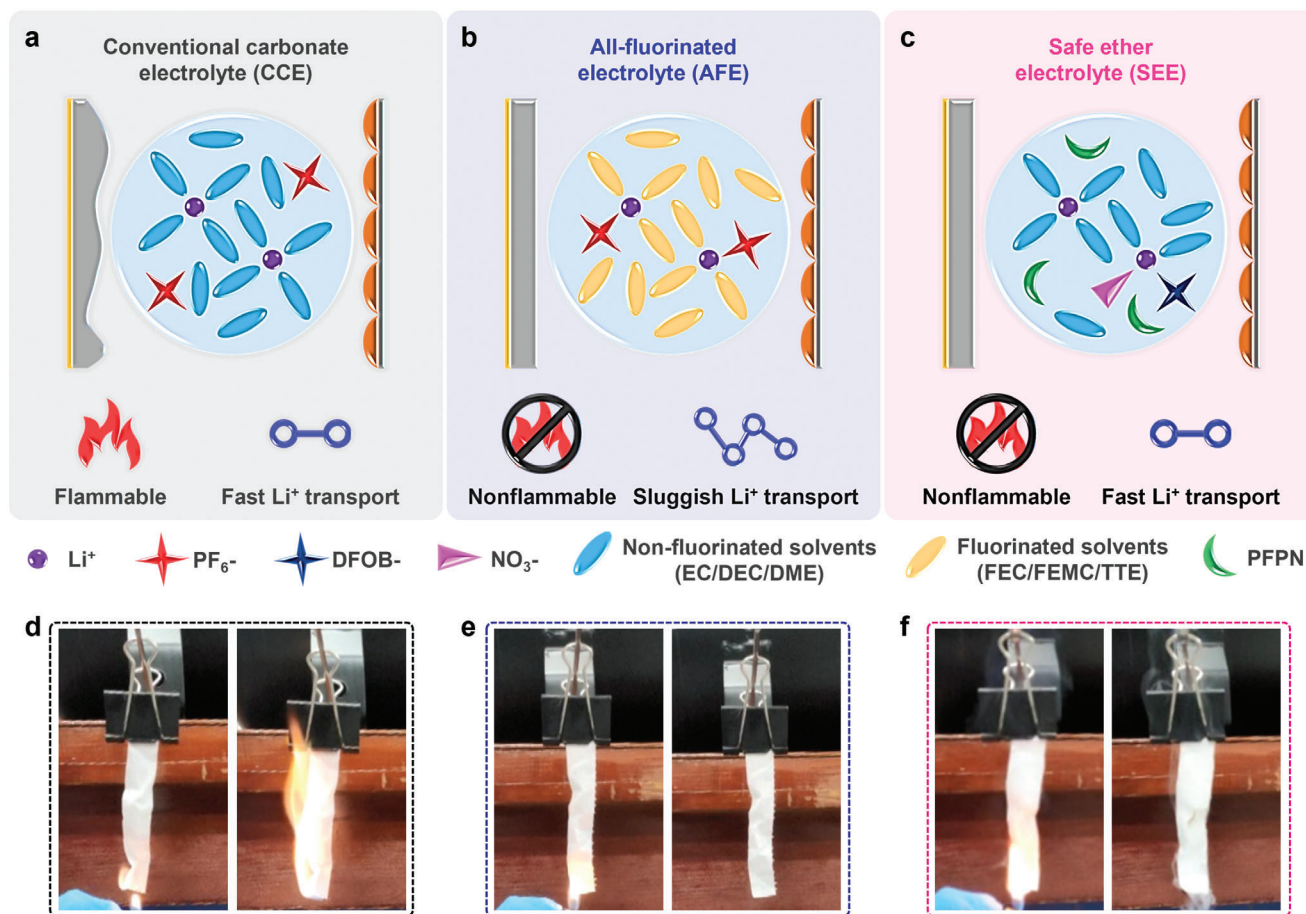 a
Conventional carbonate
electrolyte (CCE)
Flammable
Fast Li⁺ transport
b
All-fluorinated
electrolyte (AFE)
Nonflammable
Sluggish Li⁺ transport
c
Safe ether
electrolyte (SEE)
Nonflammable
Fast Li⁺ transport
Li⁺
PF₆-
DFOB-
NO₃-
Non-fluorinated solvents
(EC/DEC/DME)
Fluorinated solvents
(FEC/FEMC/TTE)
PFPN
d
e
f